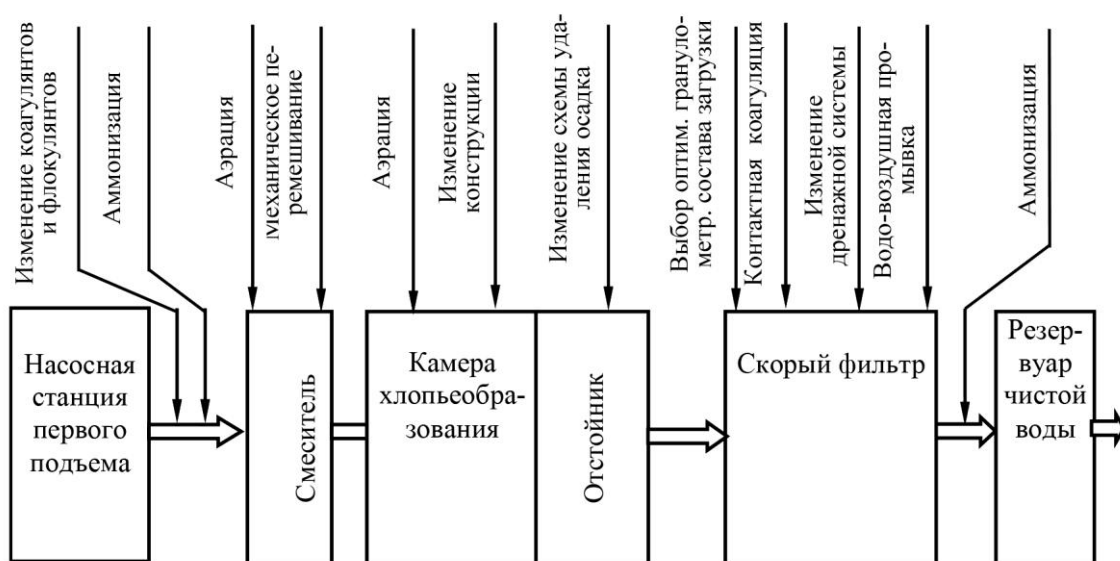 Изменение коагулянтов
и флокулянтов
Аммонизация
Аэрация
механическое пе-
ремешивание
Аэрация
Изменение
конструкции
Изменение схемы уда-
ления осадка
Выбор оптим. грануло-
метр. состава загрузки
Контактная коагуляция
Изменение
дренажной системы
Водо-воздушная про-
мывка
Аммонизация
Насосная
станция
первого
подъема
Смеситель
Камера
хлопьеобра-
зования
Отстойник
Скорый фильтр
Резер-
вуар
чистой
воды